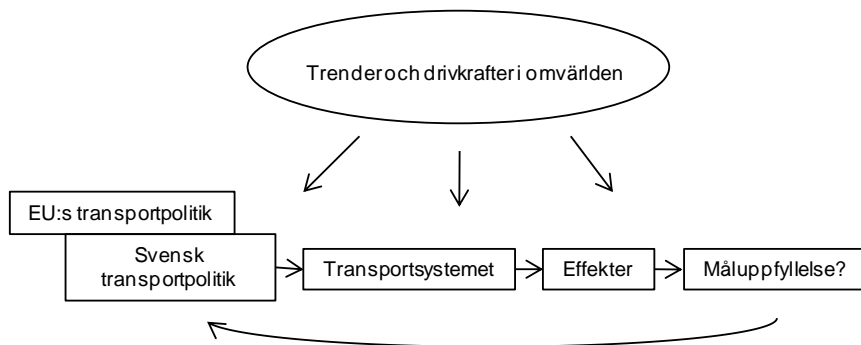 Trender och drivkrafter i omvärlden
EU:s transportpolitik
Svensk
transportpolitik
Transportsystemet
Effekter
Måluppfyllelse?